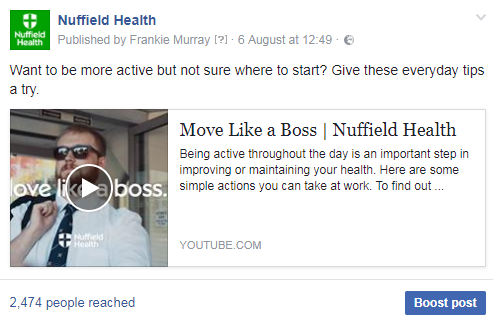 Nuffield Health
Nuffield Health
Published by Frankie Murray [?] · 6 August at 12:49 ·
Want to be more active but not sure where to start? Give these everyday tips
a try.
ove like a boss.
Nuffield
Health
Move Like a Boss | Nuffield Health
Being active throughout the day is an important step in
improving or maintaining your health. Here are some
simple actions you can take at work. To find out ...
YOUTUBE.COM
2,474 people reached
Boost post